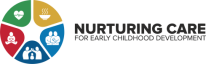 NURTURING CARE
FOR EARLY CHILDHOOD DEVELOPMENT